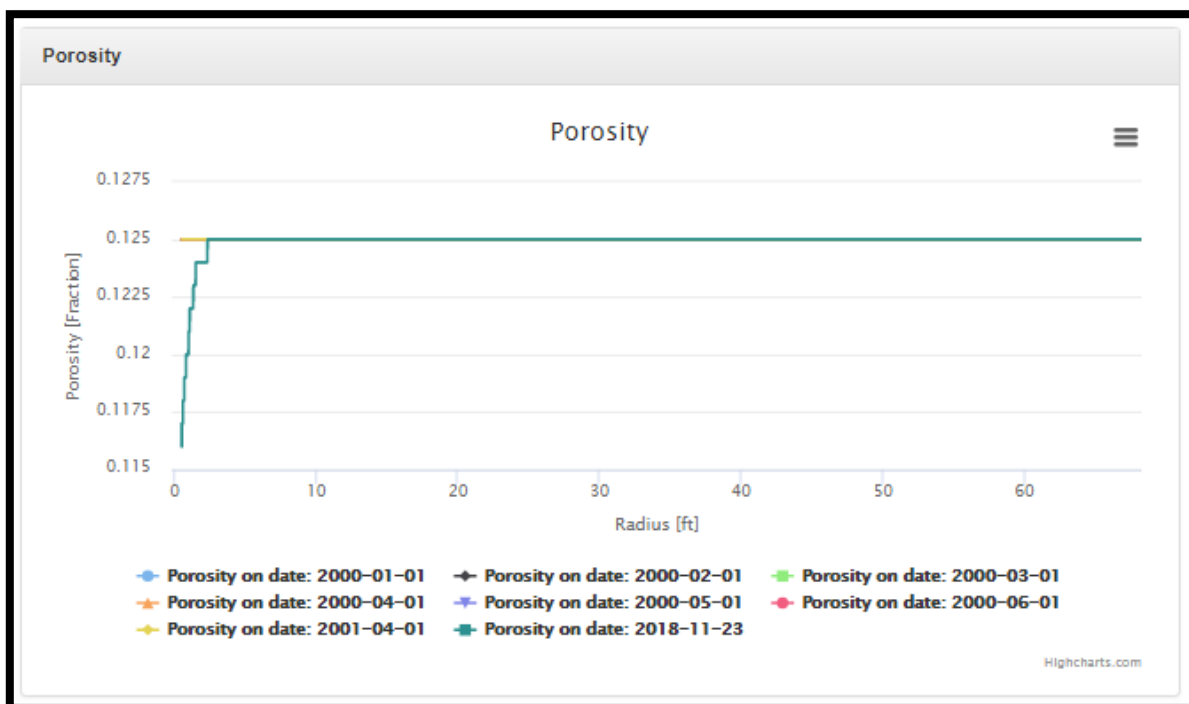 Porosity
Porosity
0.1275
0.125
0.1225
0.12
0.1175
0.115
Porosity [Fraction]
0 10 20 30 40 50 60
Radius [ft]
Porosity on date: 2000-01-01 Porosity on date: 2000-02-01 Porosity on date: 2000-03-01
Porosity on date: 2000-04-01 Porosity on date: 2000-05-01 Porosity on date: 2000-06-01
Porosity on date: 2001-04-01 Porosity on date: 2018-11-23
Highcharts.com